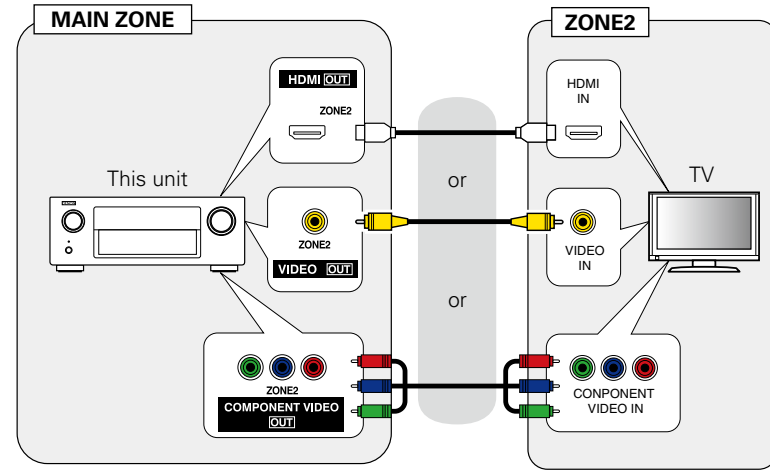 MAIN ZONE
ZONE2
HDMI OUT
ZONE2
HDMI
IN
This unit
or
TV
ZONE2
VIDEO OUT
VIDEO
IN
or
ZONE2
COMPONENT VIDEO
OUT
CONPONENT
VIDEO IN